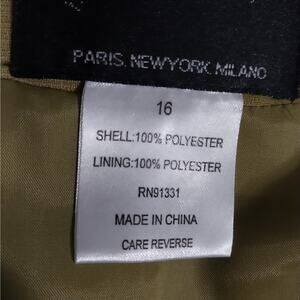 PARIS. NEWYORK. MILANO
16
SHELL:100% POLYESTER
LINING:100% POLYESTER
RN91331
MADE IN CHINA
CARE REVERSE